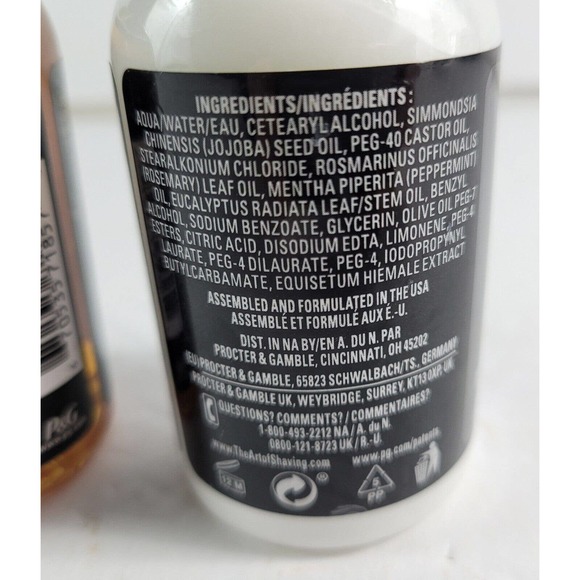 INGREDIENTS/INGRÉDIENTS:
AQUA/WATER/EAU, CETEARYL ALCOHOL, SIMMONDSIA
CHINENSIS (JOJOBA) SEED OIL, PEG-40 CASTOR OIL,
STEARALKONIUM CHLORIDE, ROSMARINUS OFFICINALIS
(ROSEMARY) LEAF OIL, MENTHA PIPERITA (PEPPERMINT)
OIL, EUCALYPTUS RADIATA LEAF/STEM OIL, BENZYL
ALCOHOL, SODIUM BENZOATE, GLYCERIN, OLIVE OIL PEG-7
ESTERS, CITRIC ACID, DISODIUM EDTA, LIMONENE, PEG-4
LAURATE, PEG-4 DILAURATE, PEG-4, IODOPROPYNYL
BUTYLCARBAMATE, EQUISETUM HIEMALE EXTRACT
ASSEMBLED AND FORMULATED IN THE USA
ASSEMBLÉ ET FORMULÉ AUX É.-U.
DIST. IN NA BY/EN A. DU N. PAR
PROCTER & GAMBLE, CINCINNATI, OH 45202
(EU) PROCTER & GAMBLE, 65823 SCHWALBACH/TS., GERMANY
PROCTER & GAMBLE UK, WEYBRIDGE, SURREY, KT13 0XP, UK
QUESTIONS? COMMENTS? / COMMENTAIRES?
1-800-493-2212 NA / A. du N.
0800-121-8723 UK / R.-U.
www.TheArtofShaving.com www.pg.com/patents
12 M
5
PP
P&G